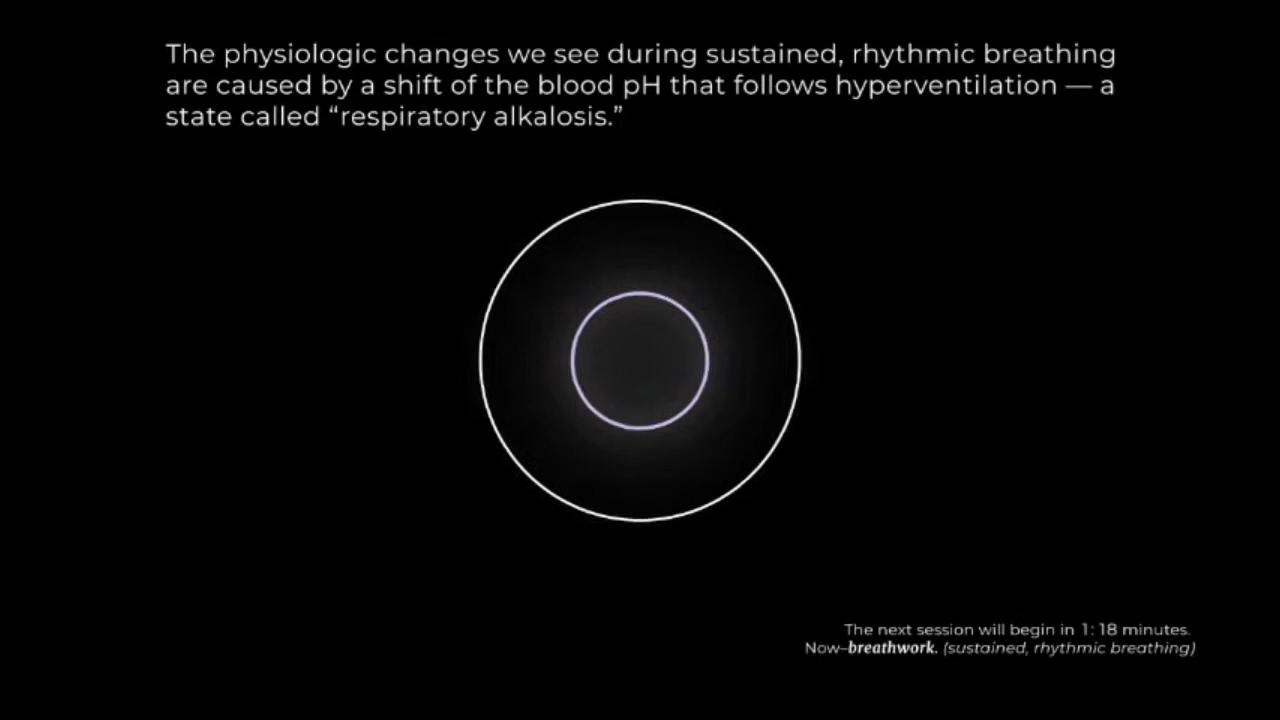 The physiologic changes we see during sustained, rhythmic breathing
are caused by a shift of the blood pH that follows hyperventilation — a
state called “respiratory alkalosis.”
The next session will begin in 1:18 minutes.
Now–breathwork. (sustained, rhythmic breathing)